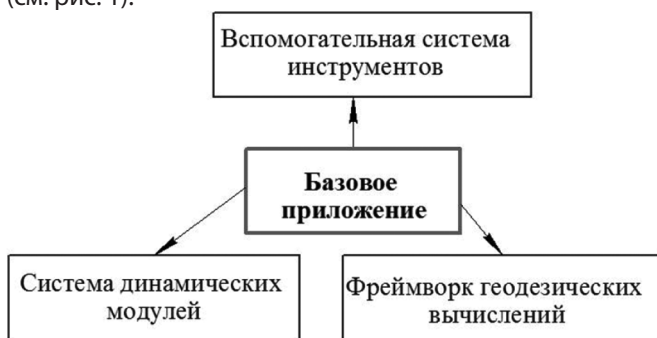 (см. рис. 1).
Вспомогательная система
инструментов
Базовое
приложение
Система динамических
модулей
Фреймворк геодезических
вычислений